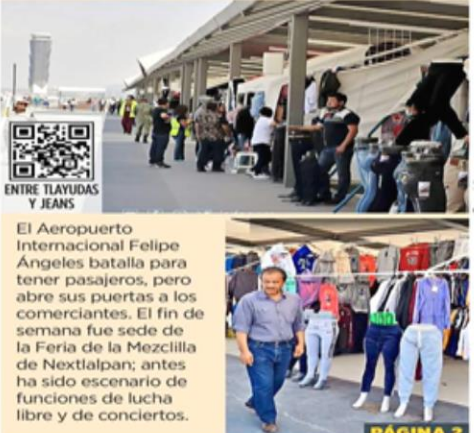 ENTRE TLAYUDAS
Y JEANS
El Aeropuerto
Internacional Felipe
Ángeles batalla para
tener pasajeros, pero
abre sus puertas a los
comerciantes. El fin de
semana fue sede de
la Feria de la Mezclilla
de Nextlalpan; antes
ha sido escenario de
funciones de lucha
libre y de conciertos.
PÁGINA 2